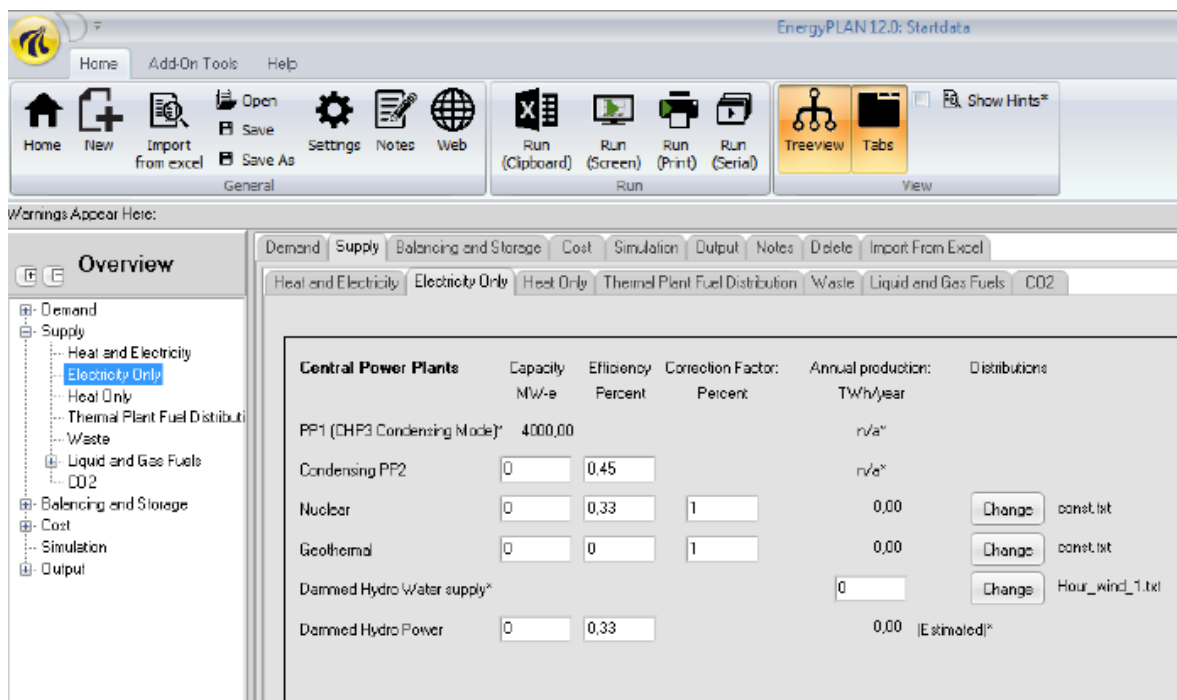 EnergyPLAN 12.0: Startdata
Home Add-On Tools Help
Home New Import from excel Open Save Save As Settings Notes Web Run (Clipboard) Run (Screen) Run (Print) Run (Serial) Treeview Tabs Show Hints*
General Run View
Warnings Appear Here:
Overview
Demand
Supply
Heat and Electricity
Electricity Only
Heat Only
Thermal Plant Fuel Distributi
Waste
Liquid and Gas Fuels
CO2
Balancing and Storage
Cost
Simulation
Output
Demand Supply Balancing and Storage Cost Simulation Output Notes Delete Import From Excel
Heat and Electricity Electricity Only Heat Only Thermal Plant Fuel Distribution Waste Liquid and Gas Fuels CO2
Central Power Plants Capacity Efficiency Correction Factor: Annual production: Distributions
MW-e Percent Percent TWh/year
PP1 (CHP3 Condensing Mode)* 4000,00 n/a*
Condensing PP2 0 0,45 n/a*
Nuclear 0 0,33 1 0,00 Change const.txt
Geothermal 0 0 1 0,00 Change const.txt
Dammed Hydro Water supply* 0 Change Hour_wind_1.txt
Dammed Hydro Power 0 0,33 0,00 (Estimated)*